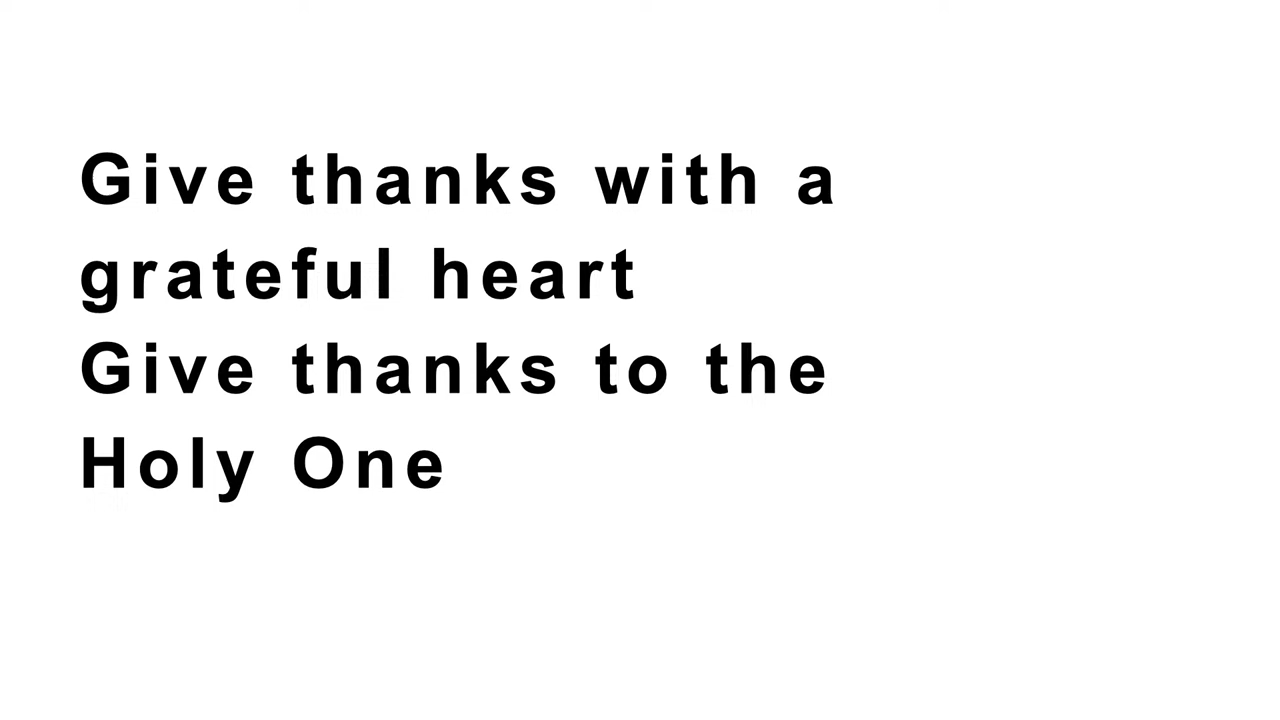 Give thanks with a
grateful heart
Give thanks to the
Holy One